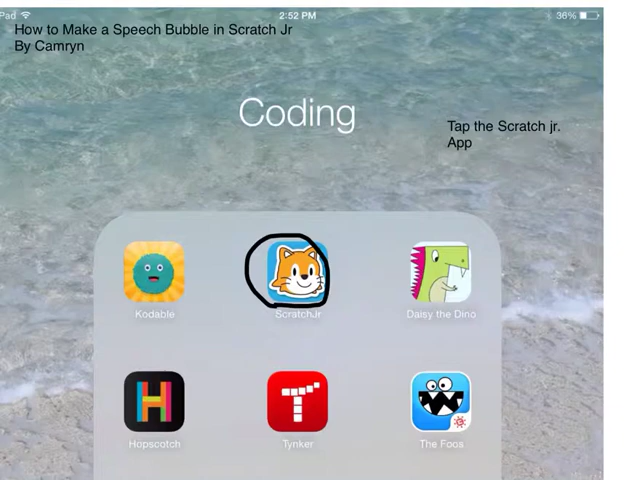 Pad
2:52 PM
36%
How to Make a Speech Bubble in Scratch Jr
By Camryn
Coding
Tap the Scratch jr.
App
Kodable
ScratchJr
Daisy the Dino
Hopscotch
Tynker
The Foos